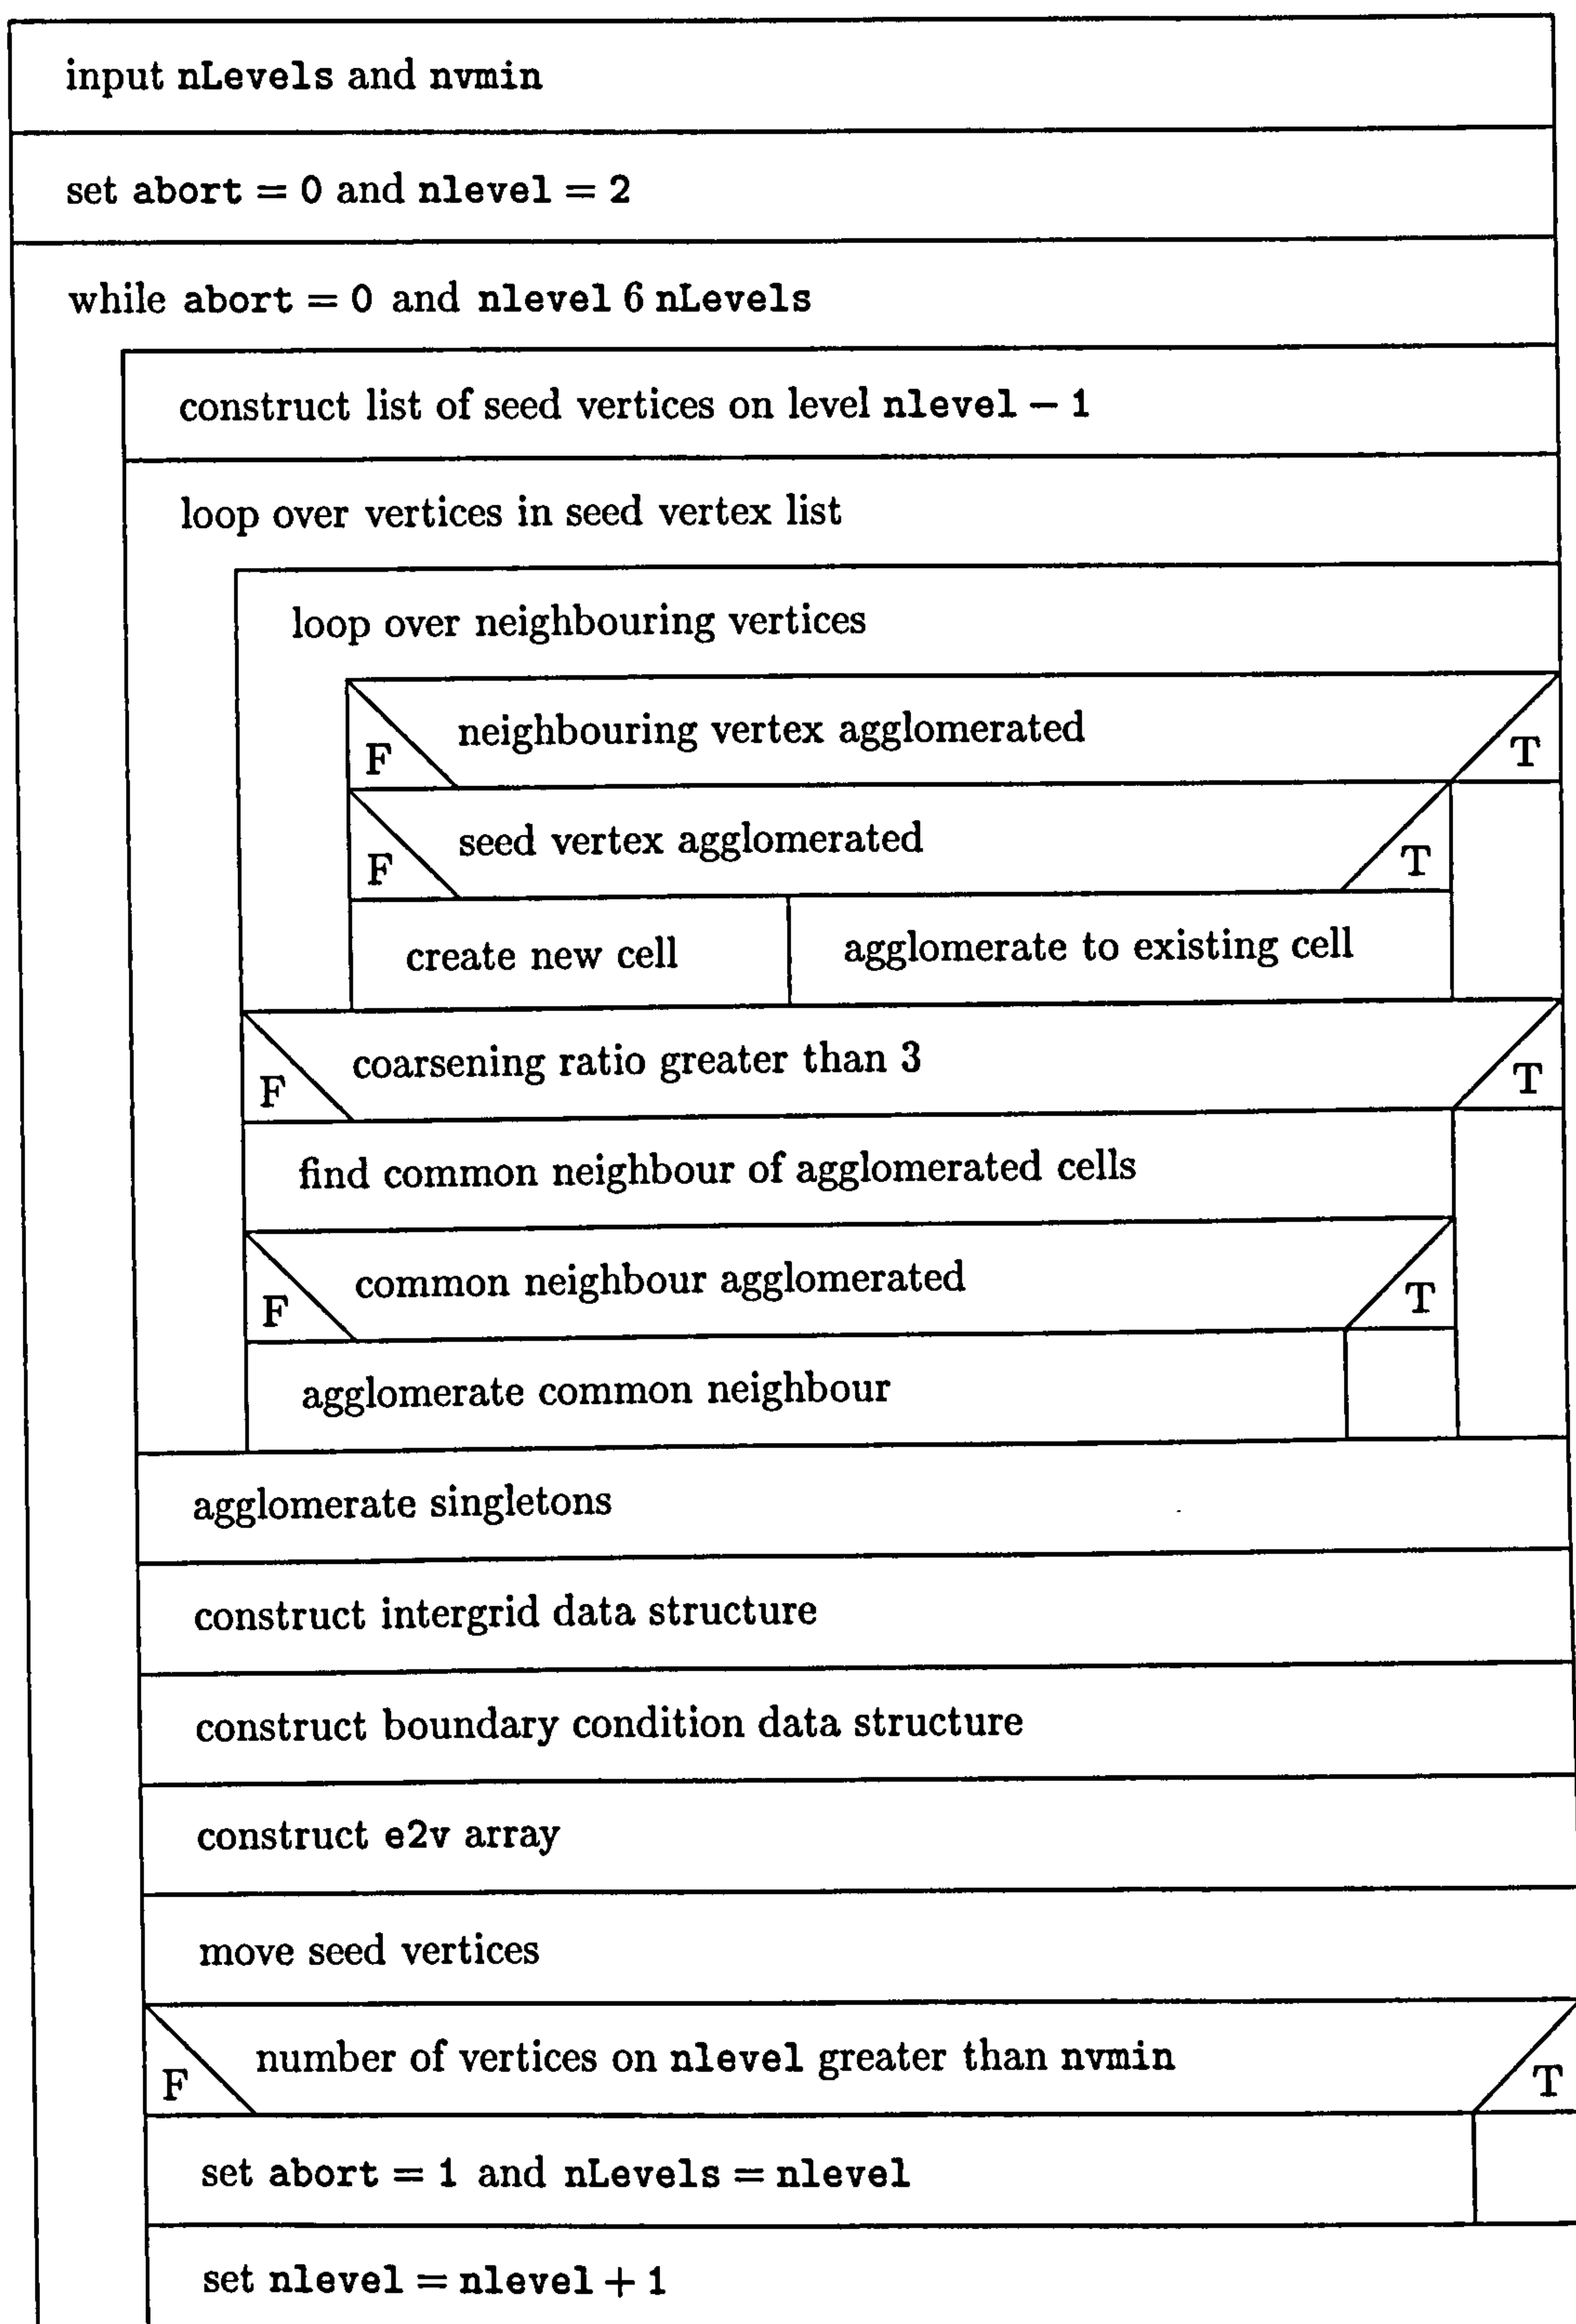 input nLevels and nvmin
set abort = 0 and nlevel = 2
while abort = 0 and nlevel 6 nLevels
construct list of seed vertices on level nlevel − 1
loop over vertices in seed vertex list
loop over neighbouring vertices
F neighbouring vertex agglomerated T
F seed vertex agglomerated T
create new cell agglomerate to existing cell
F coarsening ratio greater than 3 T
find common neighbour of agglomerated cells
F common neighbour agglomerated T
agglomerate common neighbour
agglomerate singletons
construct intergrid data structure
construct boundary condition data structure
construct e2v array
move seed vertices
F number of vertices on nlevel greater than nvmin T
set abort = 1 and nLevels = nlevel
set nlevel = nlevel + 1